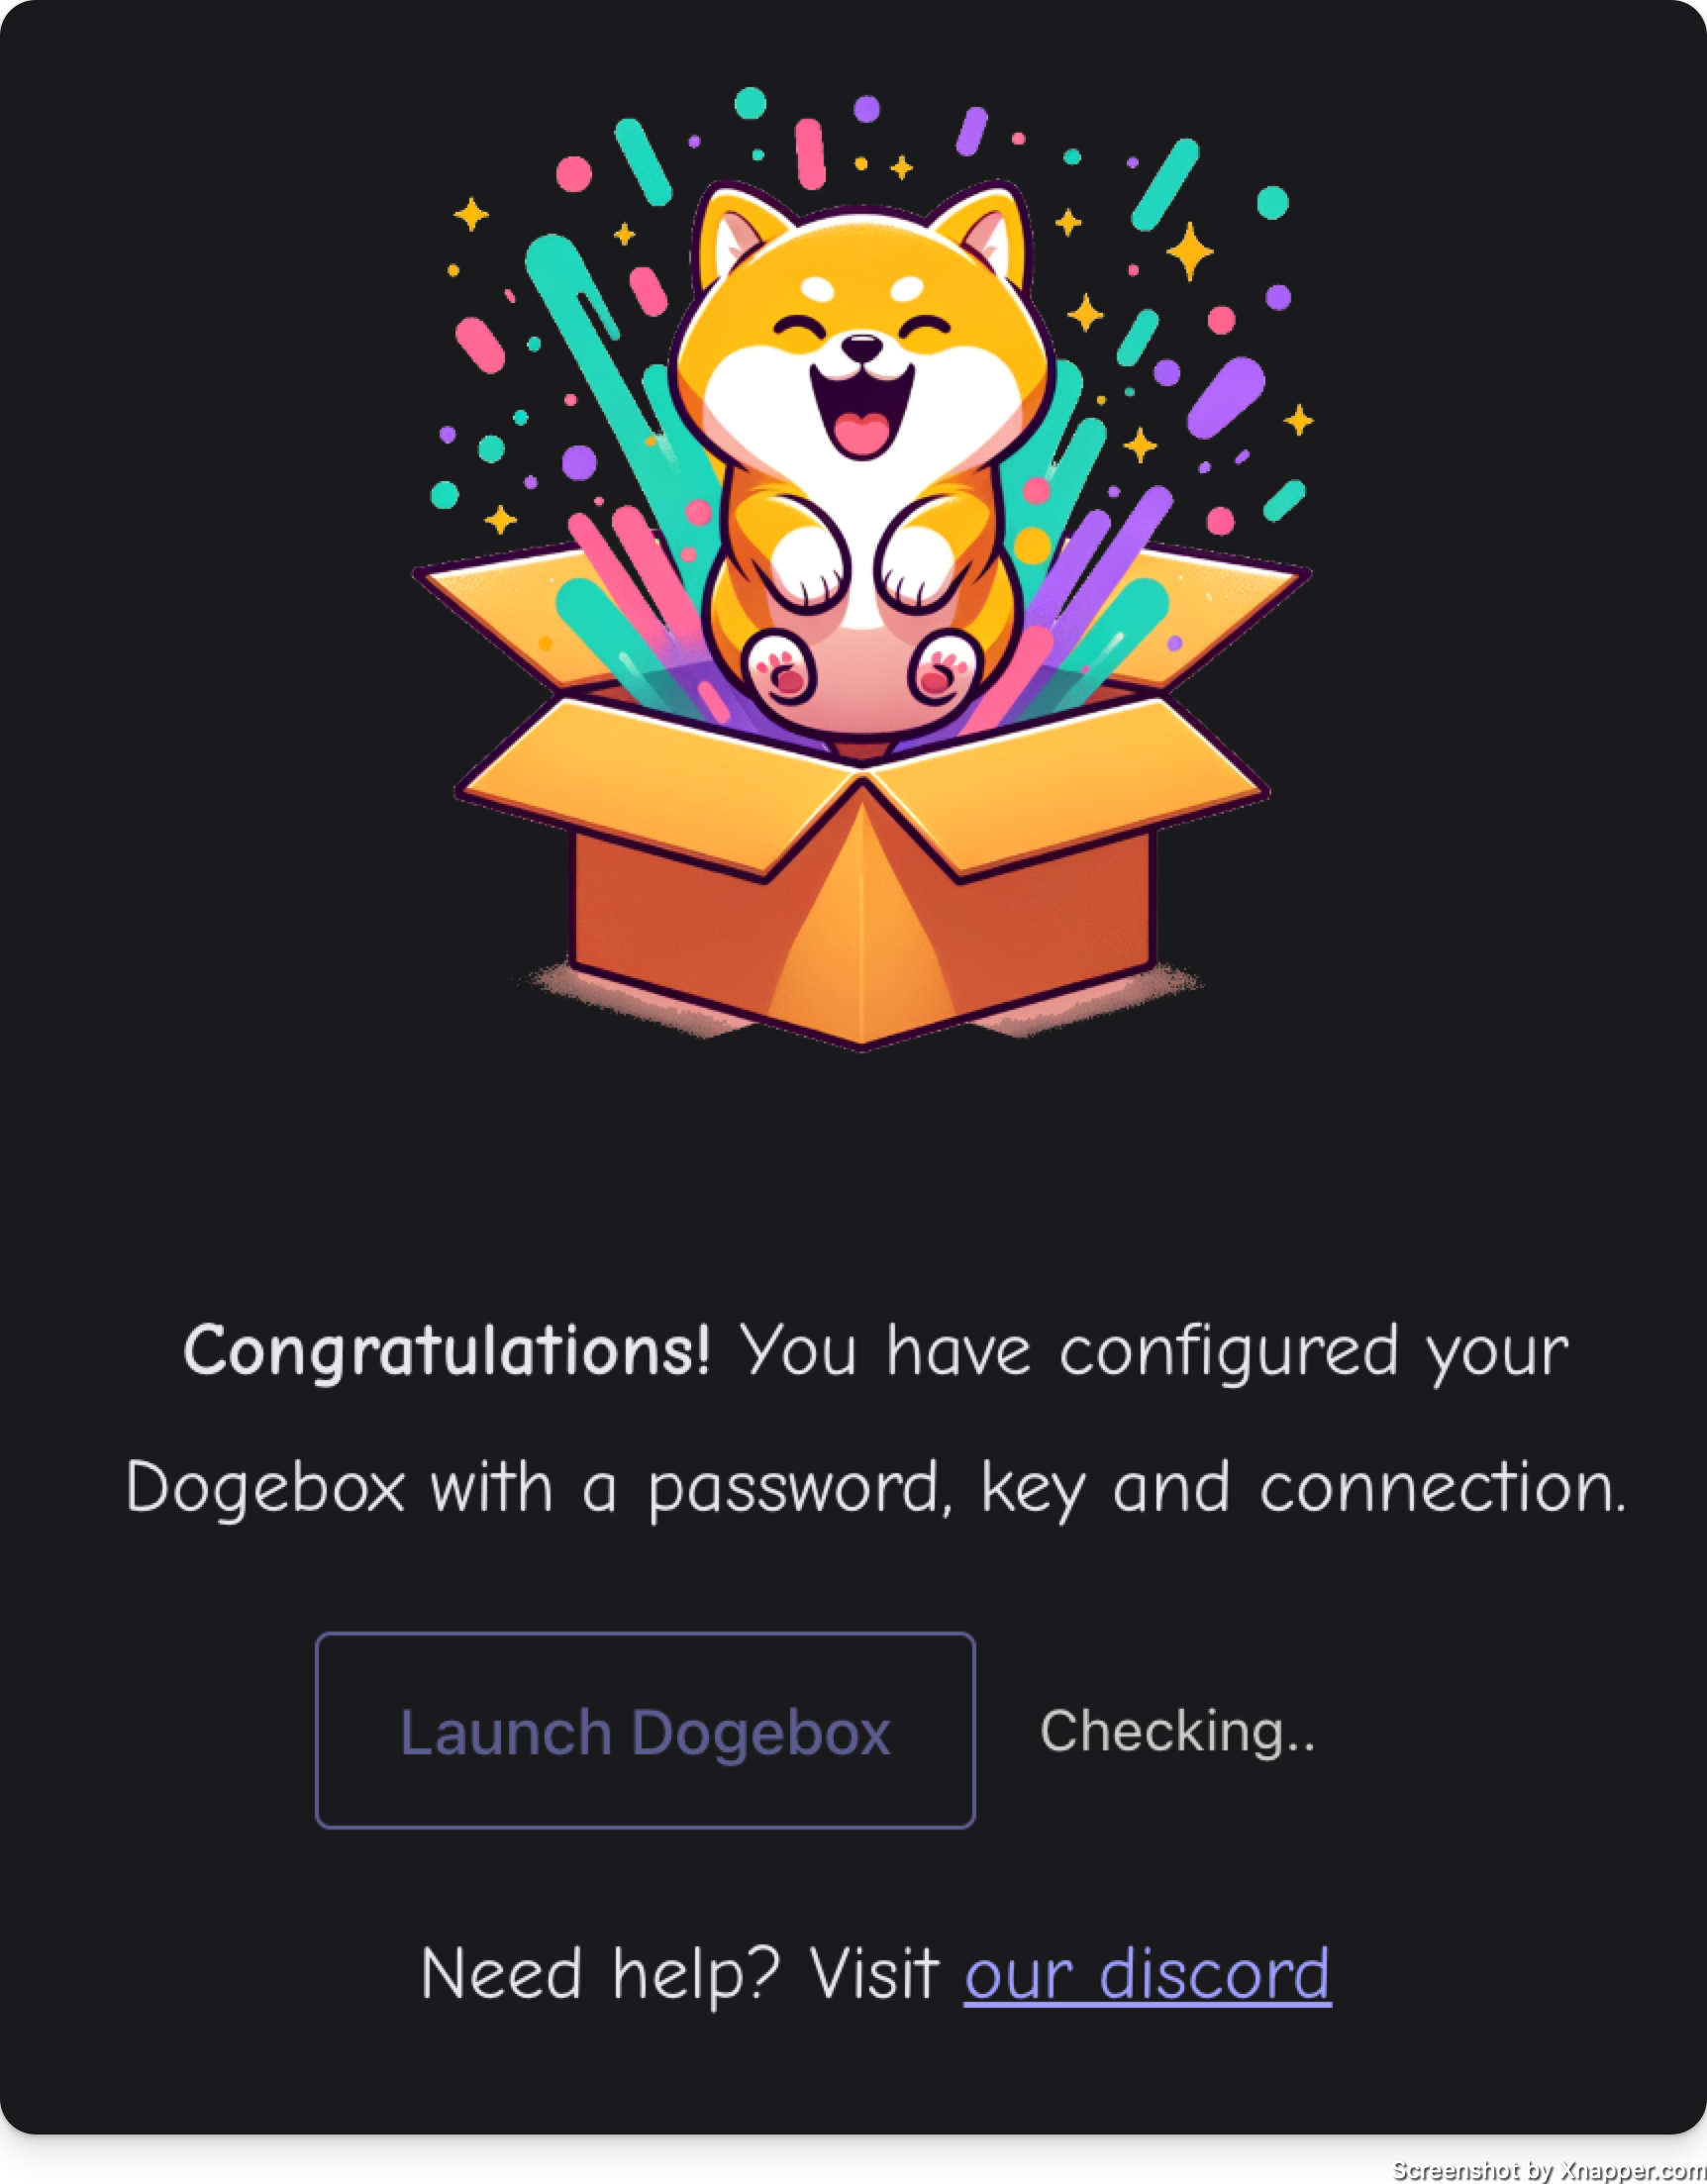 Congratulations! You have configured your
Dogebox with a password, key and connection.
Launch Dogebox
Checking..
Need help? Visit our discord
Screenshot by Xnapper.com